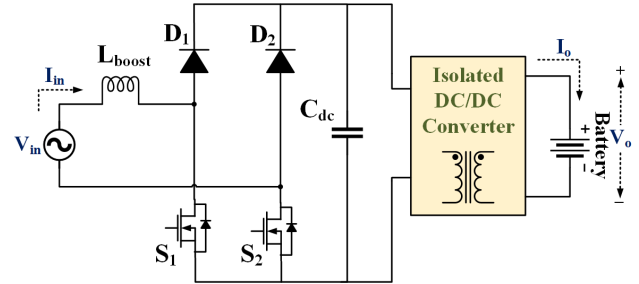 D1
D2
Lboost
Iin
Vin
Cdc
S1
S2
Isolated
DC/DC
Converter
Io
+
Battery
+
−
Vo
−